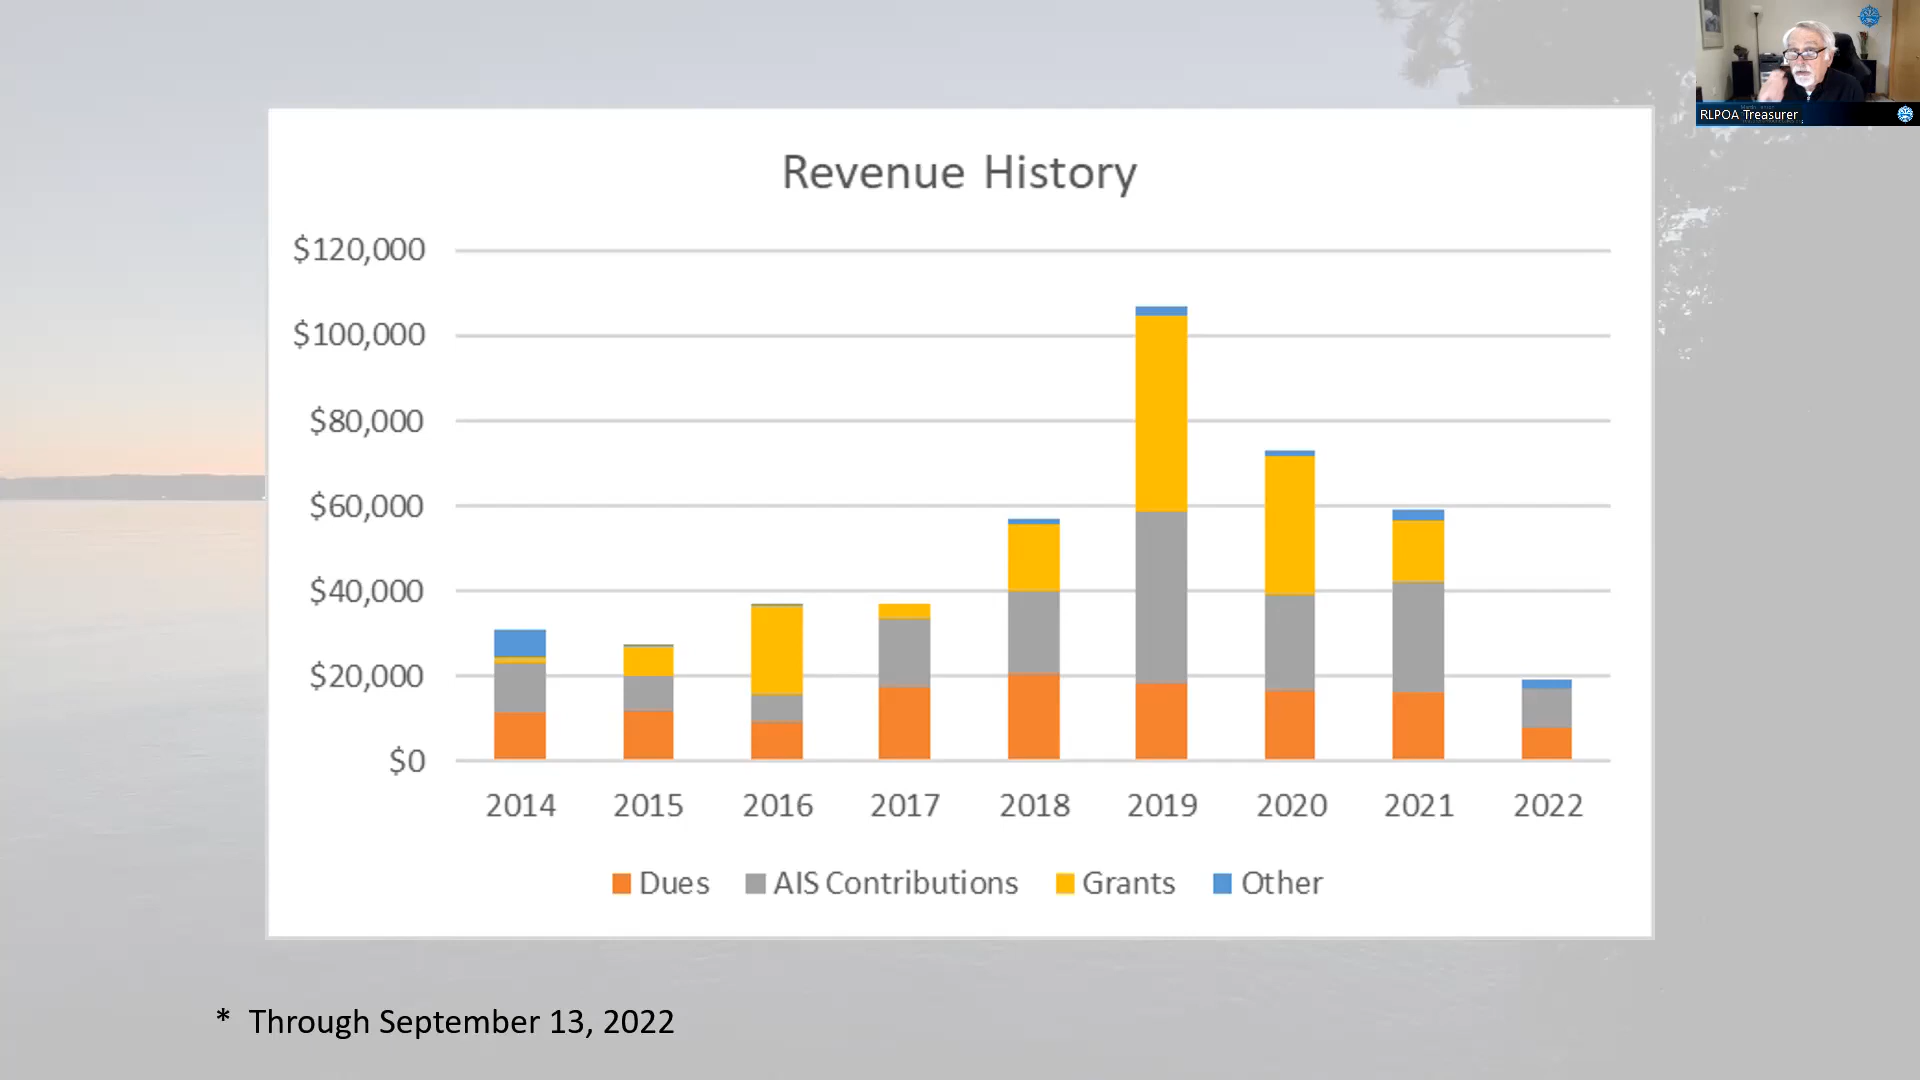 RLPOA Treasurer
Revenue History
$120,000
$100,000
$80,000
$60,000
$40,000
$20,000
$0
2014 2015 2016 2017 2018 2019 2020 2021 2022
Dues AIS Contributions Grants Other
* Through September 13, 2022